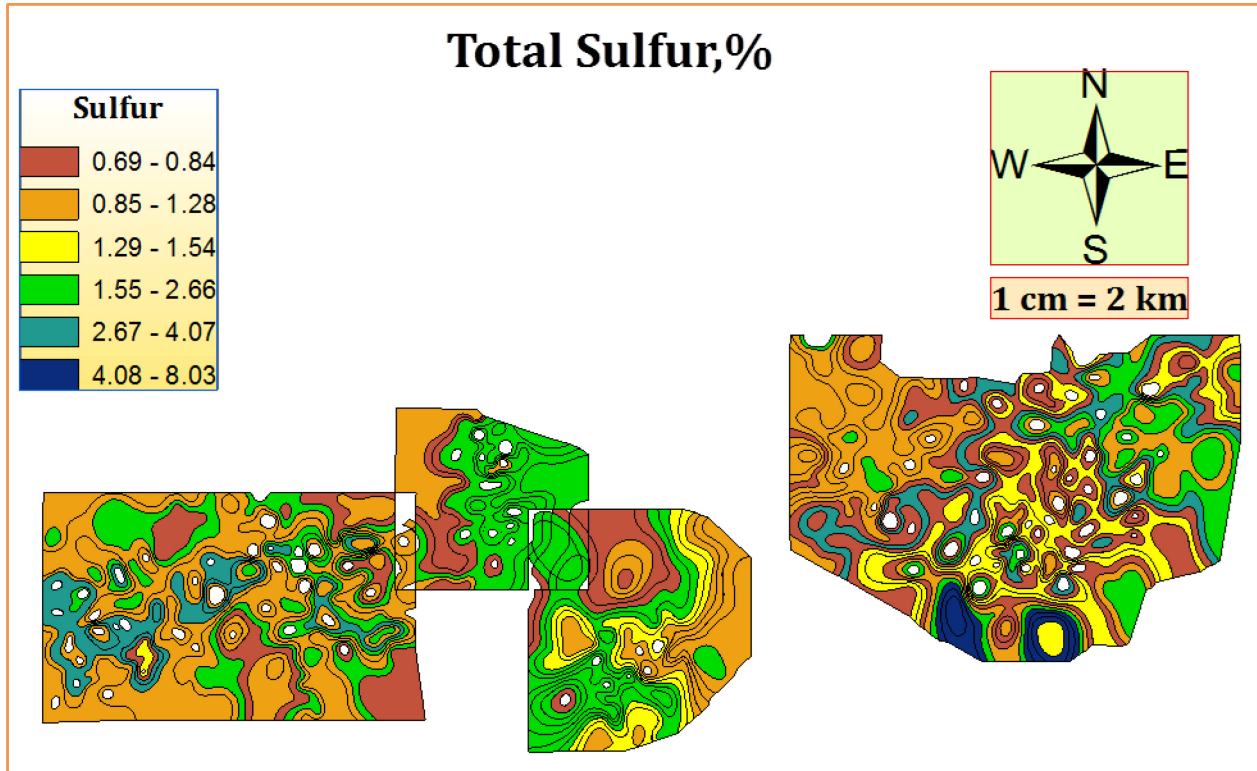 Total Sulfur,%
Sulfur
0.69 - 0.84
0.85 - 1.28
1.29 - 1.54
1.55 - 2.66
2.67 - 4.07
4.08 - 8.03
N
W E
S
1 cm = 2 km